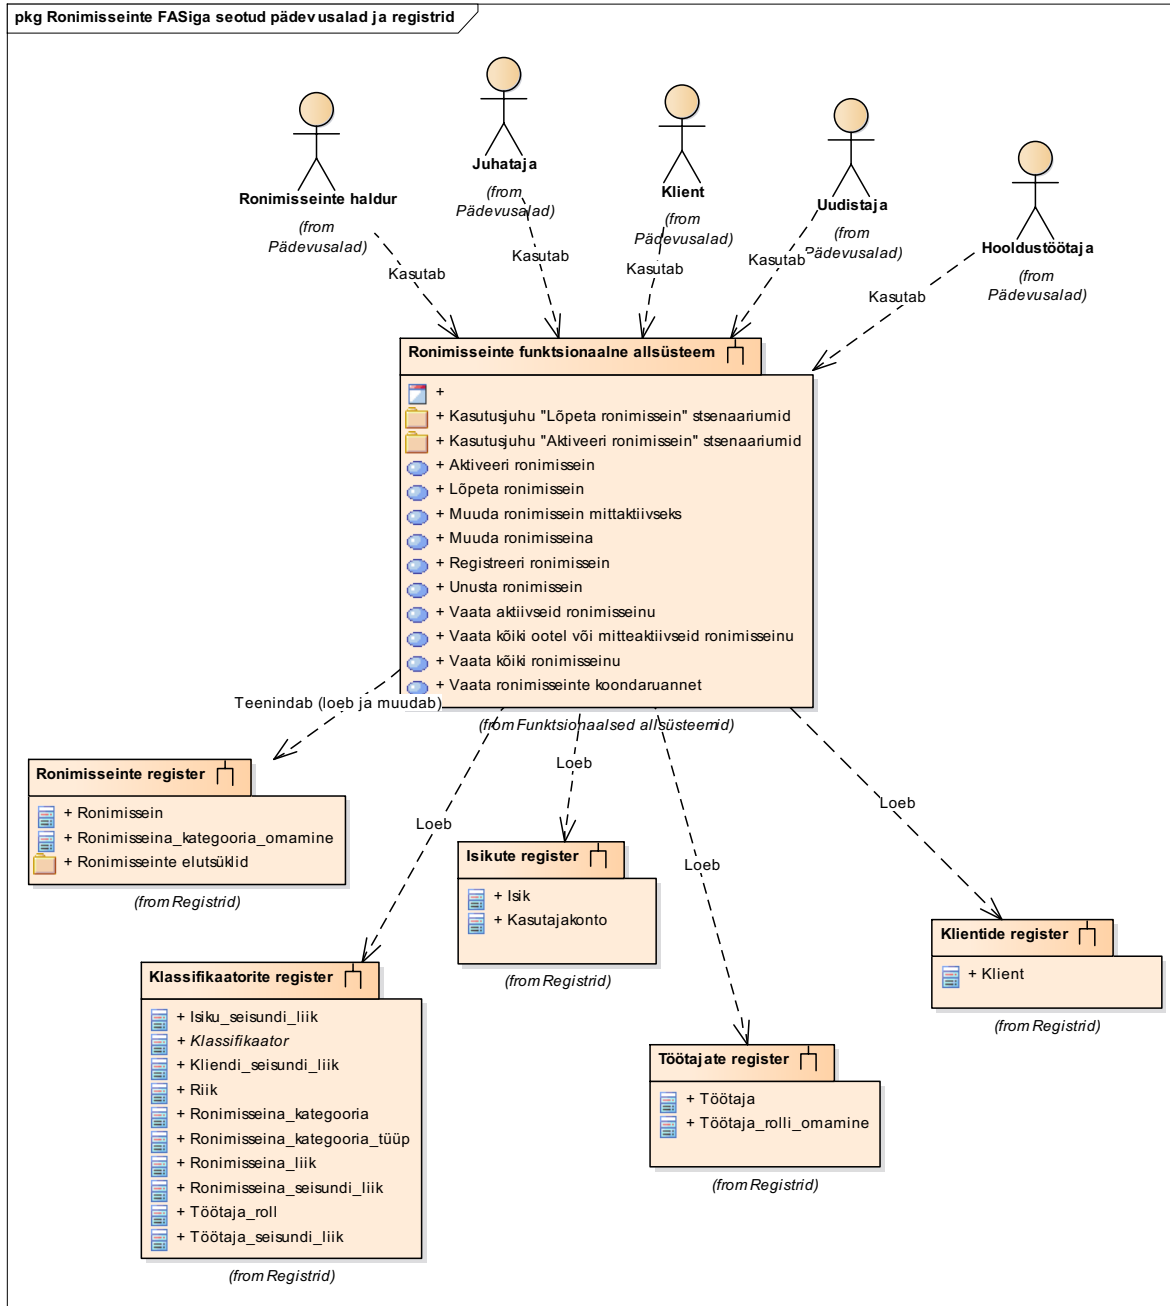 pkg Ronimisseinte FASiga seotud pädevusalad ja registrid
Ronimisseinte haldur
(from
Pädevusalad)
Juhataja
(from
Pädevusalad)
Klient
(from
Pädevusalad)
Uudistaja
(from
Pädevusalad)
Hooldustöötaja
(from
Pädevusalad)
Kasutab
Kasutab
Kasutab
Kasutab
Kasutab
Ronimisseinte funktsionaalne allsüsteem
+
+ Kasutusjuhu "Lõpeta ronimissein" stsenaariumid
+ Kasutusjuhu "Aktiveeri ronimissein" stsenaariumid
+ Aktiveeri ronimissein
+ Lõpeta ronimissein
+ Muuda ronimissein mittaktiivseks
+ Muuda ronimisseina
+ Registreeri ronimissein
+ Unusta ronimissein
+ Vaata aktiivseid ronimisseinu
+ Vaata kõiki ootel või mitteaktiivseid ronimisseinu
+ Vaata kõiki ronimisseinu
+ Vaata ronimisseinte koondaruannet
(from Funktsionaalsed allsüsteemid)
Teenindab (loeb ja muudab)
Loeb
Loeb
Loeb
Loeb
Ronimisseinte register
+ Ronimissein
+ Ronimisseina_kategooria_omamine
+ Ronimisseinte elutsüklid
(from Registrid)
Isikute register
+ Isik
+ Kasutajakonto
(from Registrid)
Klientide register
+ Klient
(from Registrid)
Klassifikaatorite register
+ Isiku_seisundi_liik
+ Klassifikaator
+ Kliendi_seisundi_liik
+ Riik
+ Ronimisseina_kategooria
+ Ronimisseina_kategooria_tüüp
+ Ronimisseina_liik
+ Ronimisseina_seisundi_liik
+ Töötaja_roll
+ Töötaja_seisundi_liik
(from Registrid)
Töötajate register
+ Töötaja
+ Töötaja_rolli_omamine
(from Registrid)